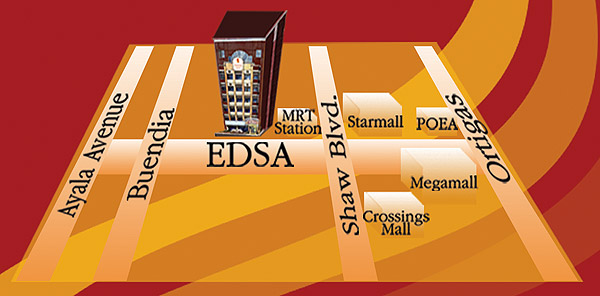 Ayala Avenue
Buendia
EDSA
MRT
Station
Shaw Blvd.
Starmall
POEA
Ortigas
Megamall
Crossings
Mall